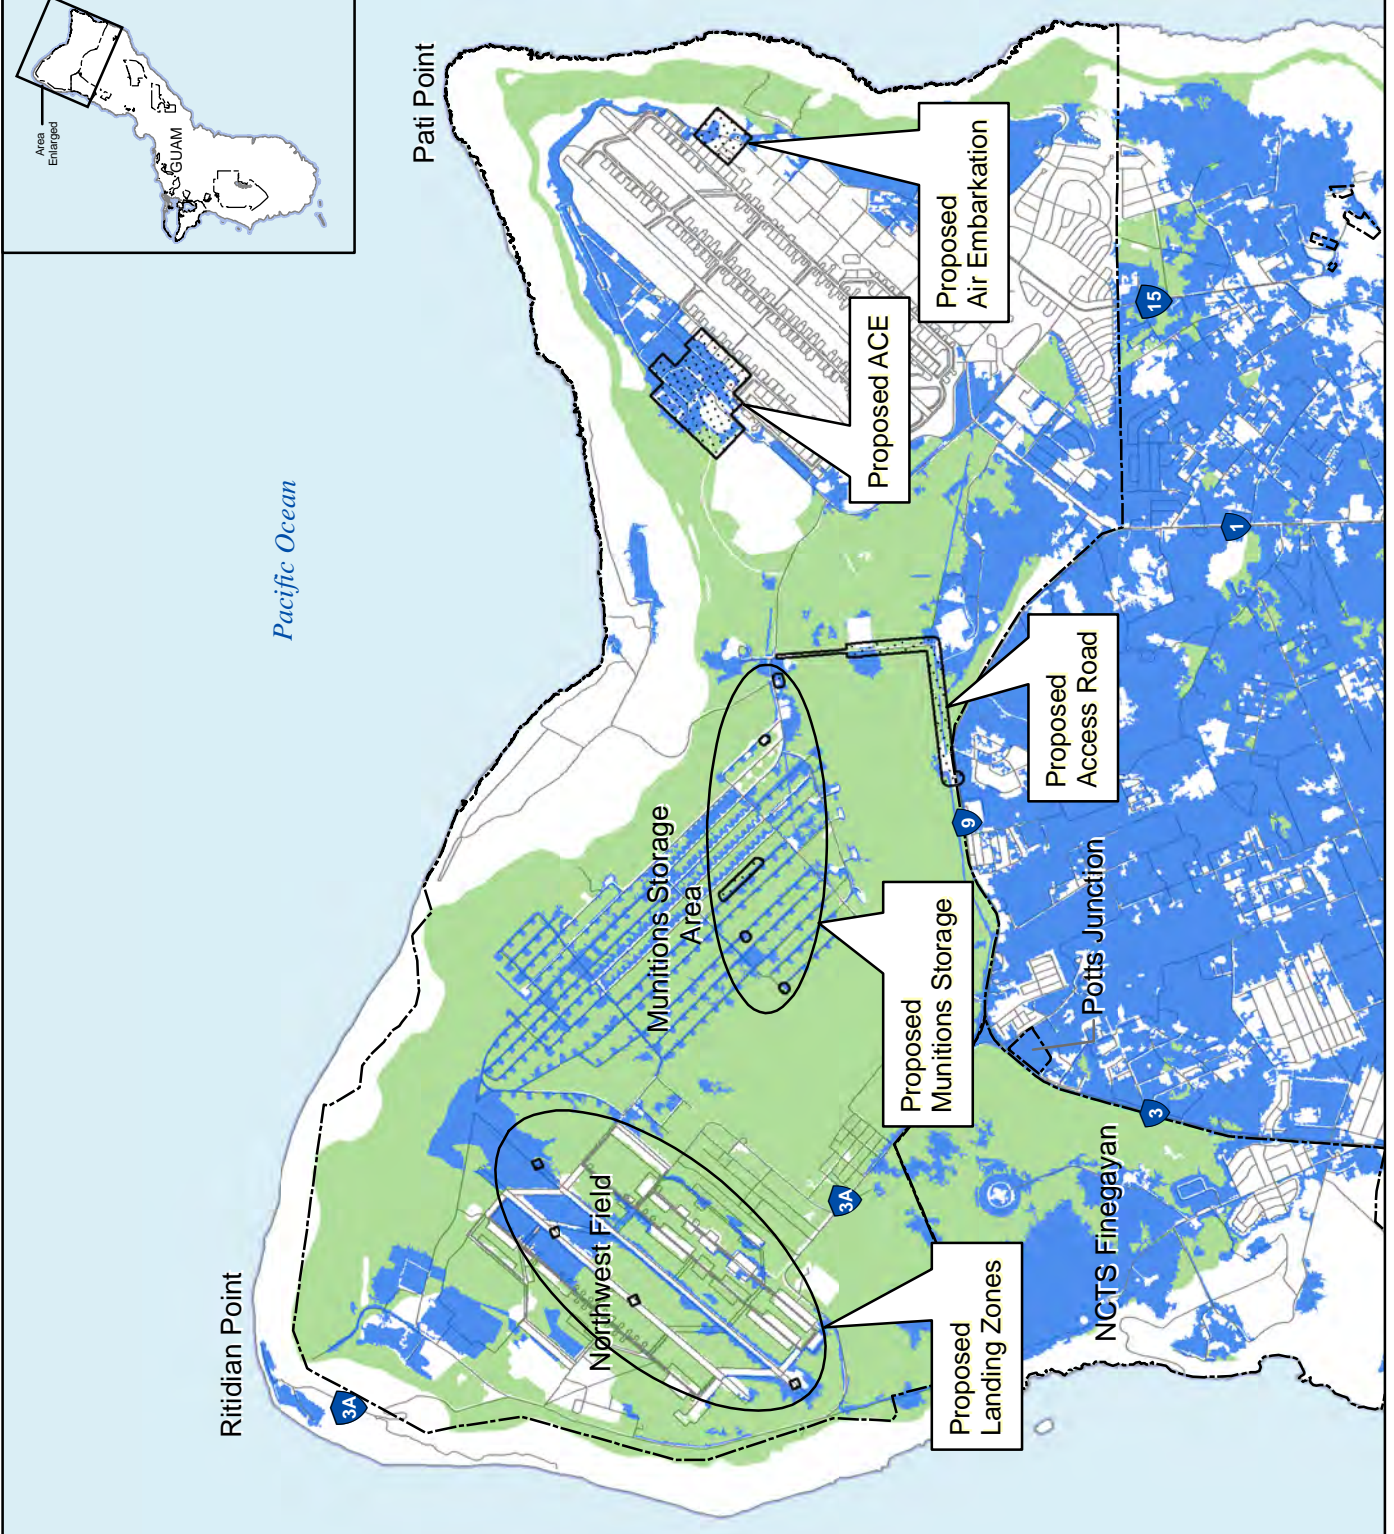 Area
Enlarged
GUAM
Pati Point
Pacific Ocean
Proposed
Air Embarkation
Proposed ACE
15
1
Proposed
Access Road
9
Munitions Storage
Area
Potts Junction
Proposed
Munitions Storage
3
3A
Northwest Field
NCTS Finegayan
Proposed
Landing Zones
Ritidian Point
3A